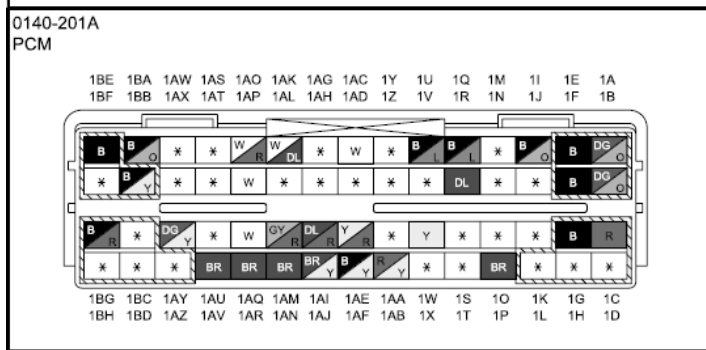 0140-201A
PCM
1BE 1BA 1AW 1AS 1AO 1AK 1AG 1AC 1Y 1U 1Q 1M 1I 1E 1A
1BF 1BB 1AX 1AT 1AP 1AL 1AH 1AD 1Z 1V 1R 1N 1J 1F 1B
B B O * * W R W DL * W * B L B L * B O B DG O
* B Y * * W * * * * * DL * * B DG O
B R * DG Y * W GY R DL R Y R * Y * * * B R
* * * BR BR BR BR Y B Y R Y * * BR * * *
1BG 1BC 1AY 1AU 1AQ 1AM 1AI 1AE 1AA 1W 1S 1O 1K 1G 1C
1BH 1BD 1AZ 1AV 1AR 1AN 1AJ 1AF 1AB 1X 1T 1P 1L 1H 1D